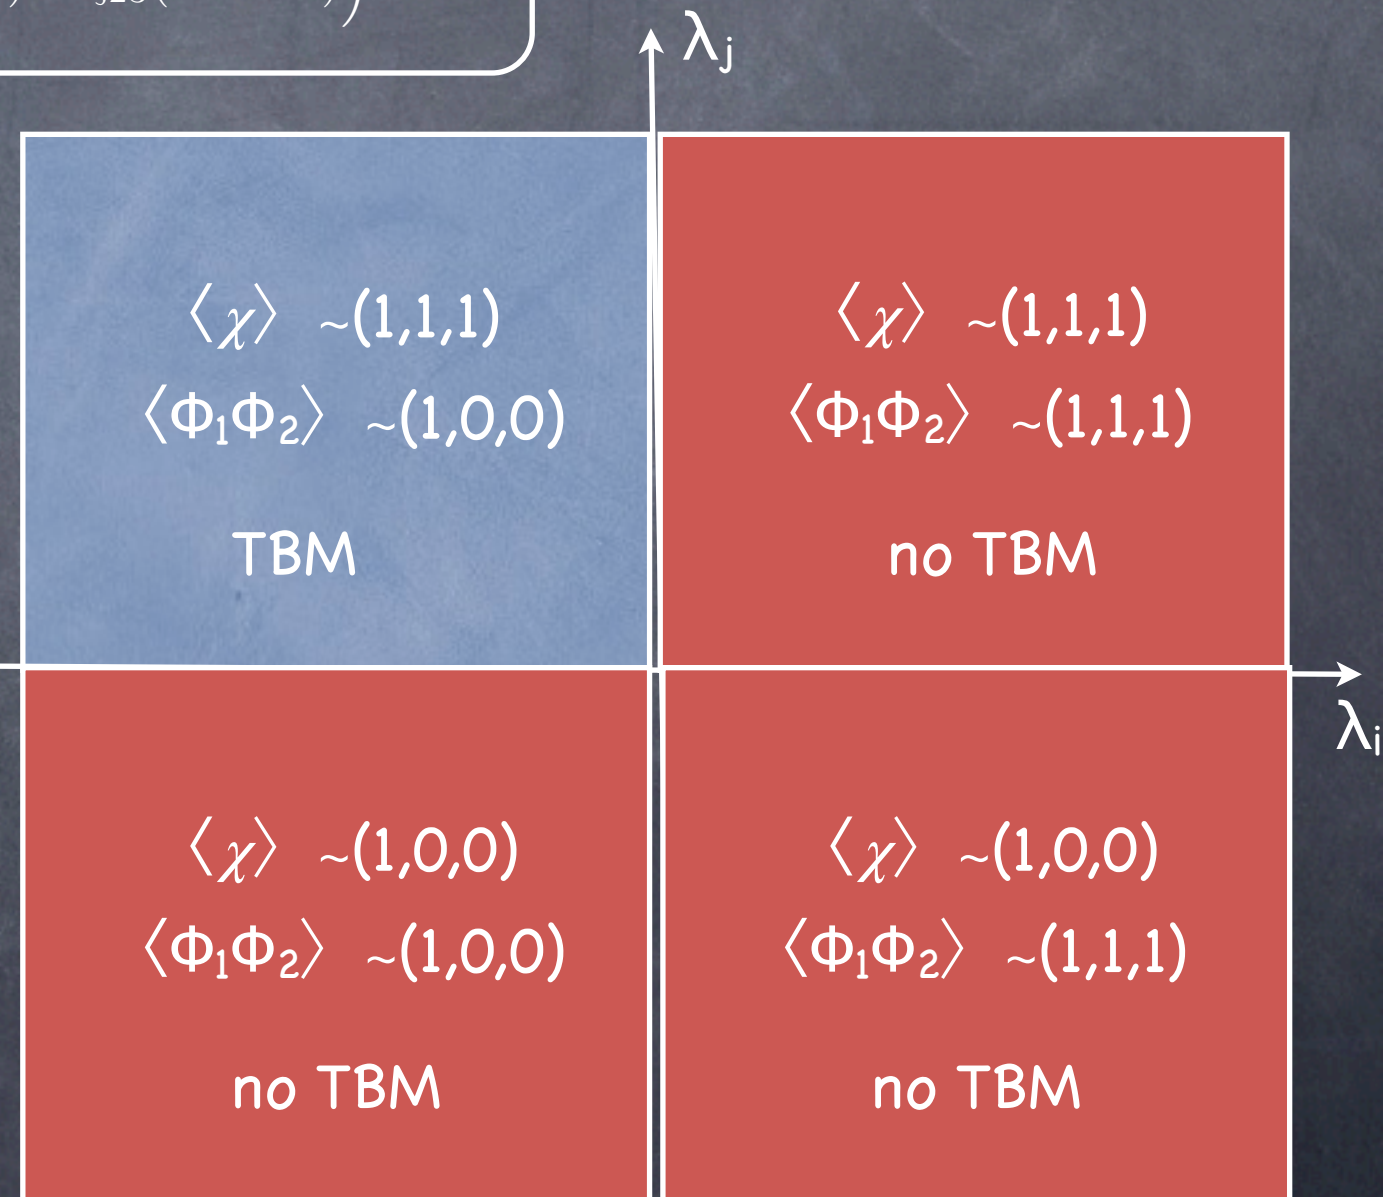 λj
⟨χ⟩ ~(1,1,1)
⟨Φ₁Φ₂⟩ ~(1,0,0)
TBM
⟨χ⟩ ~(1,1,1)
⟨Φ₁Φ₂⟩ ~(1,1,1)
no TBM
λi
⟨χ⟩ ~(1,0,0)
⟨Φ₁Φ₂⟩ ~(1,0,0)
no TBM
⟨χ⟩ ~(1,0,0)
⟨Φ₁Φ₂⟩ ~(1,1,1)
no TBM